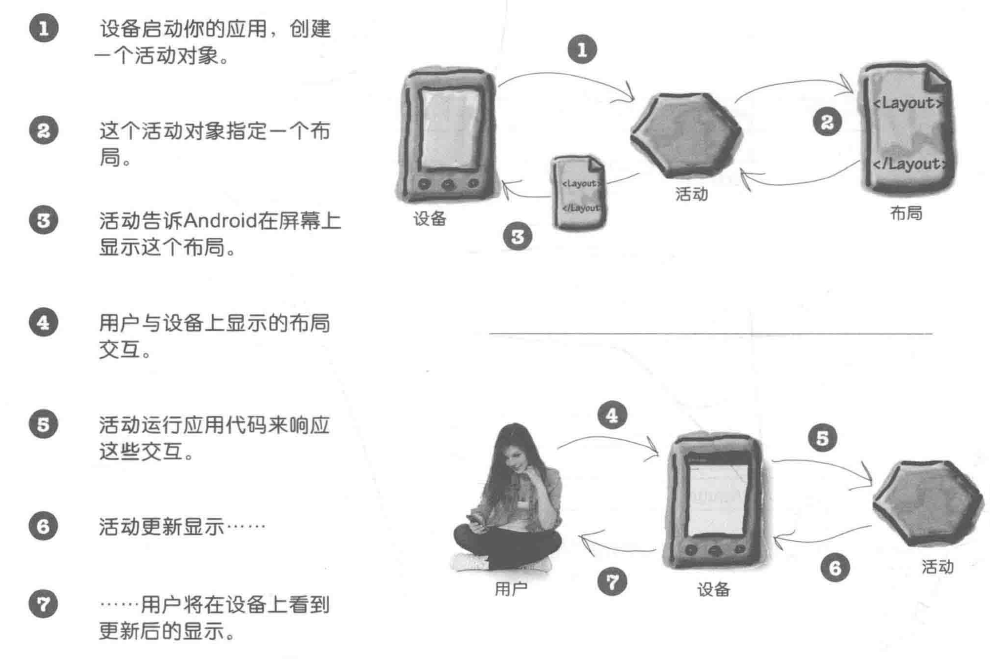 1 设备启动你的应用，创建
一个活动对象。
2 这个活动对象指定一个布
局。
3 活动告诉Android在屏幕上
显示这个布局。
4 用户与设备上显示的布局
交互。
5 活动运行应用代码来响应
这些交互。
6 活动更新显示……
7 ……用户将在设备上看到
更新后的显示。
1
2
<Layout>
</Layout>
<Layout>
</Layout>
3
设备
活动
布局
4
5
6
7
用户
设备
活动